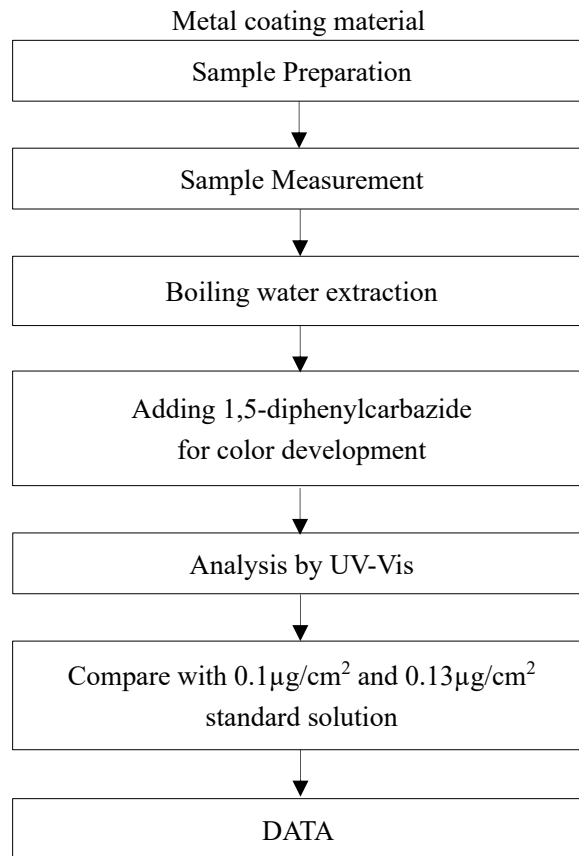 Metal coating material
Sample Preparation
Sample Measurement
Boiling water extraction
Adding 1,5-diphenylcarbazide
for color development
Analysis by UV-Vis
Compare with 0.1μg/cm² and 0.13μg/cm²
standard solution
DATA